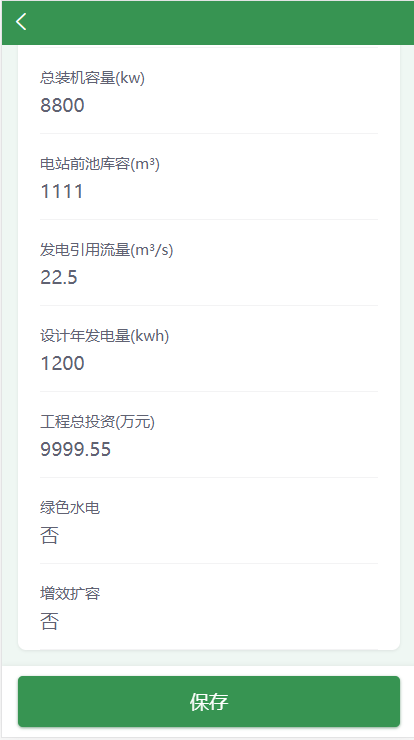 总装机容量(kw)
8800
电站前池库容(m³)
1111
发电引用流量(m³/s)
22.5
设计年发电量(kwh)
1200
工程总投资(万元)
9999.55
绿色水电
否
增效扩容
否
保存